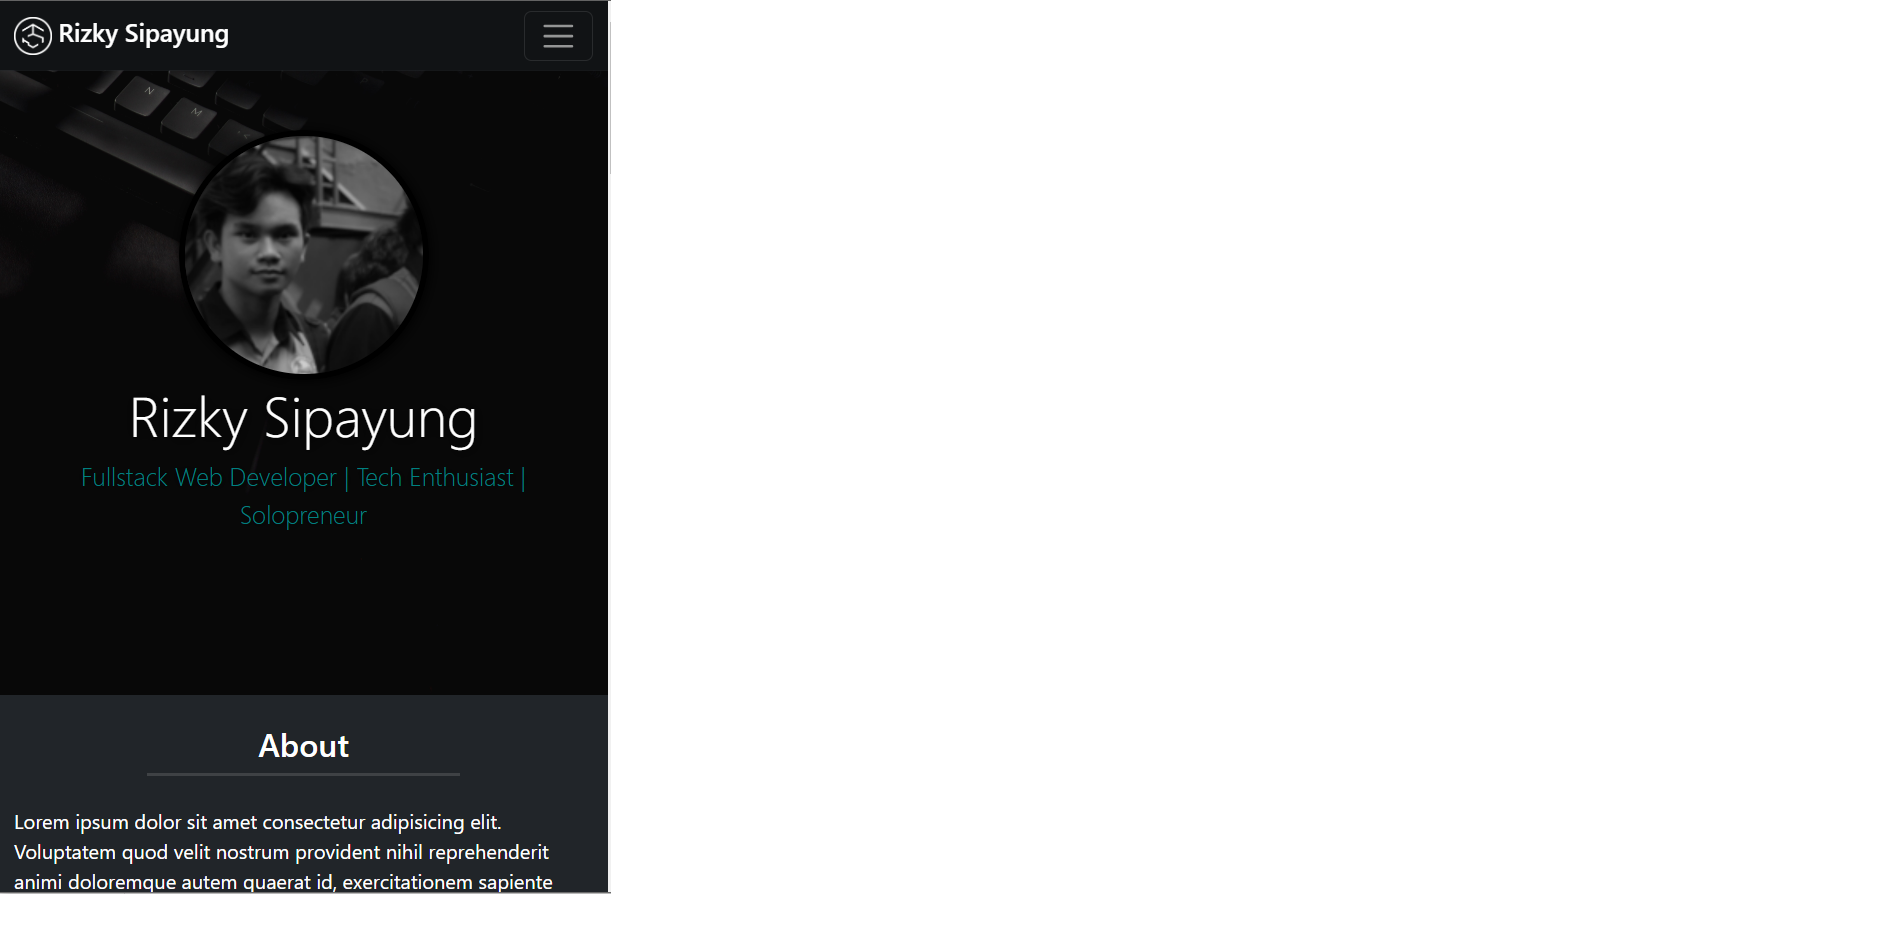 Rizky Sipayung
N
M
Rizky Sipayung
Fullstack Web Developer | Tech Enthusiast |
Solopreneur
About
Lorem ipsum dolor sit amet consectetur adipisicing elit.
Voluptatem quod velit nostrum provident nihil reprehenderit
animi doloremque autem quaerat id, exercitationem sapiente